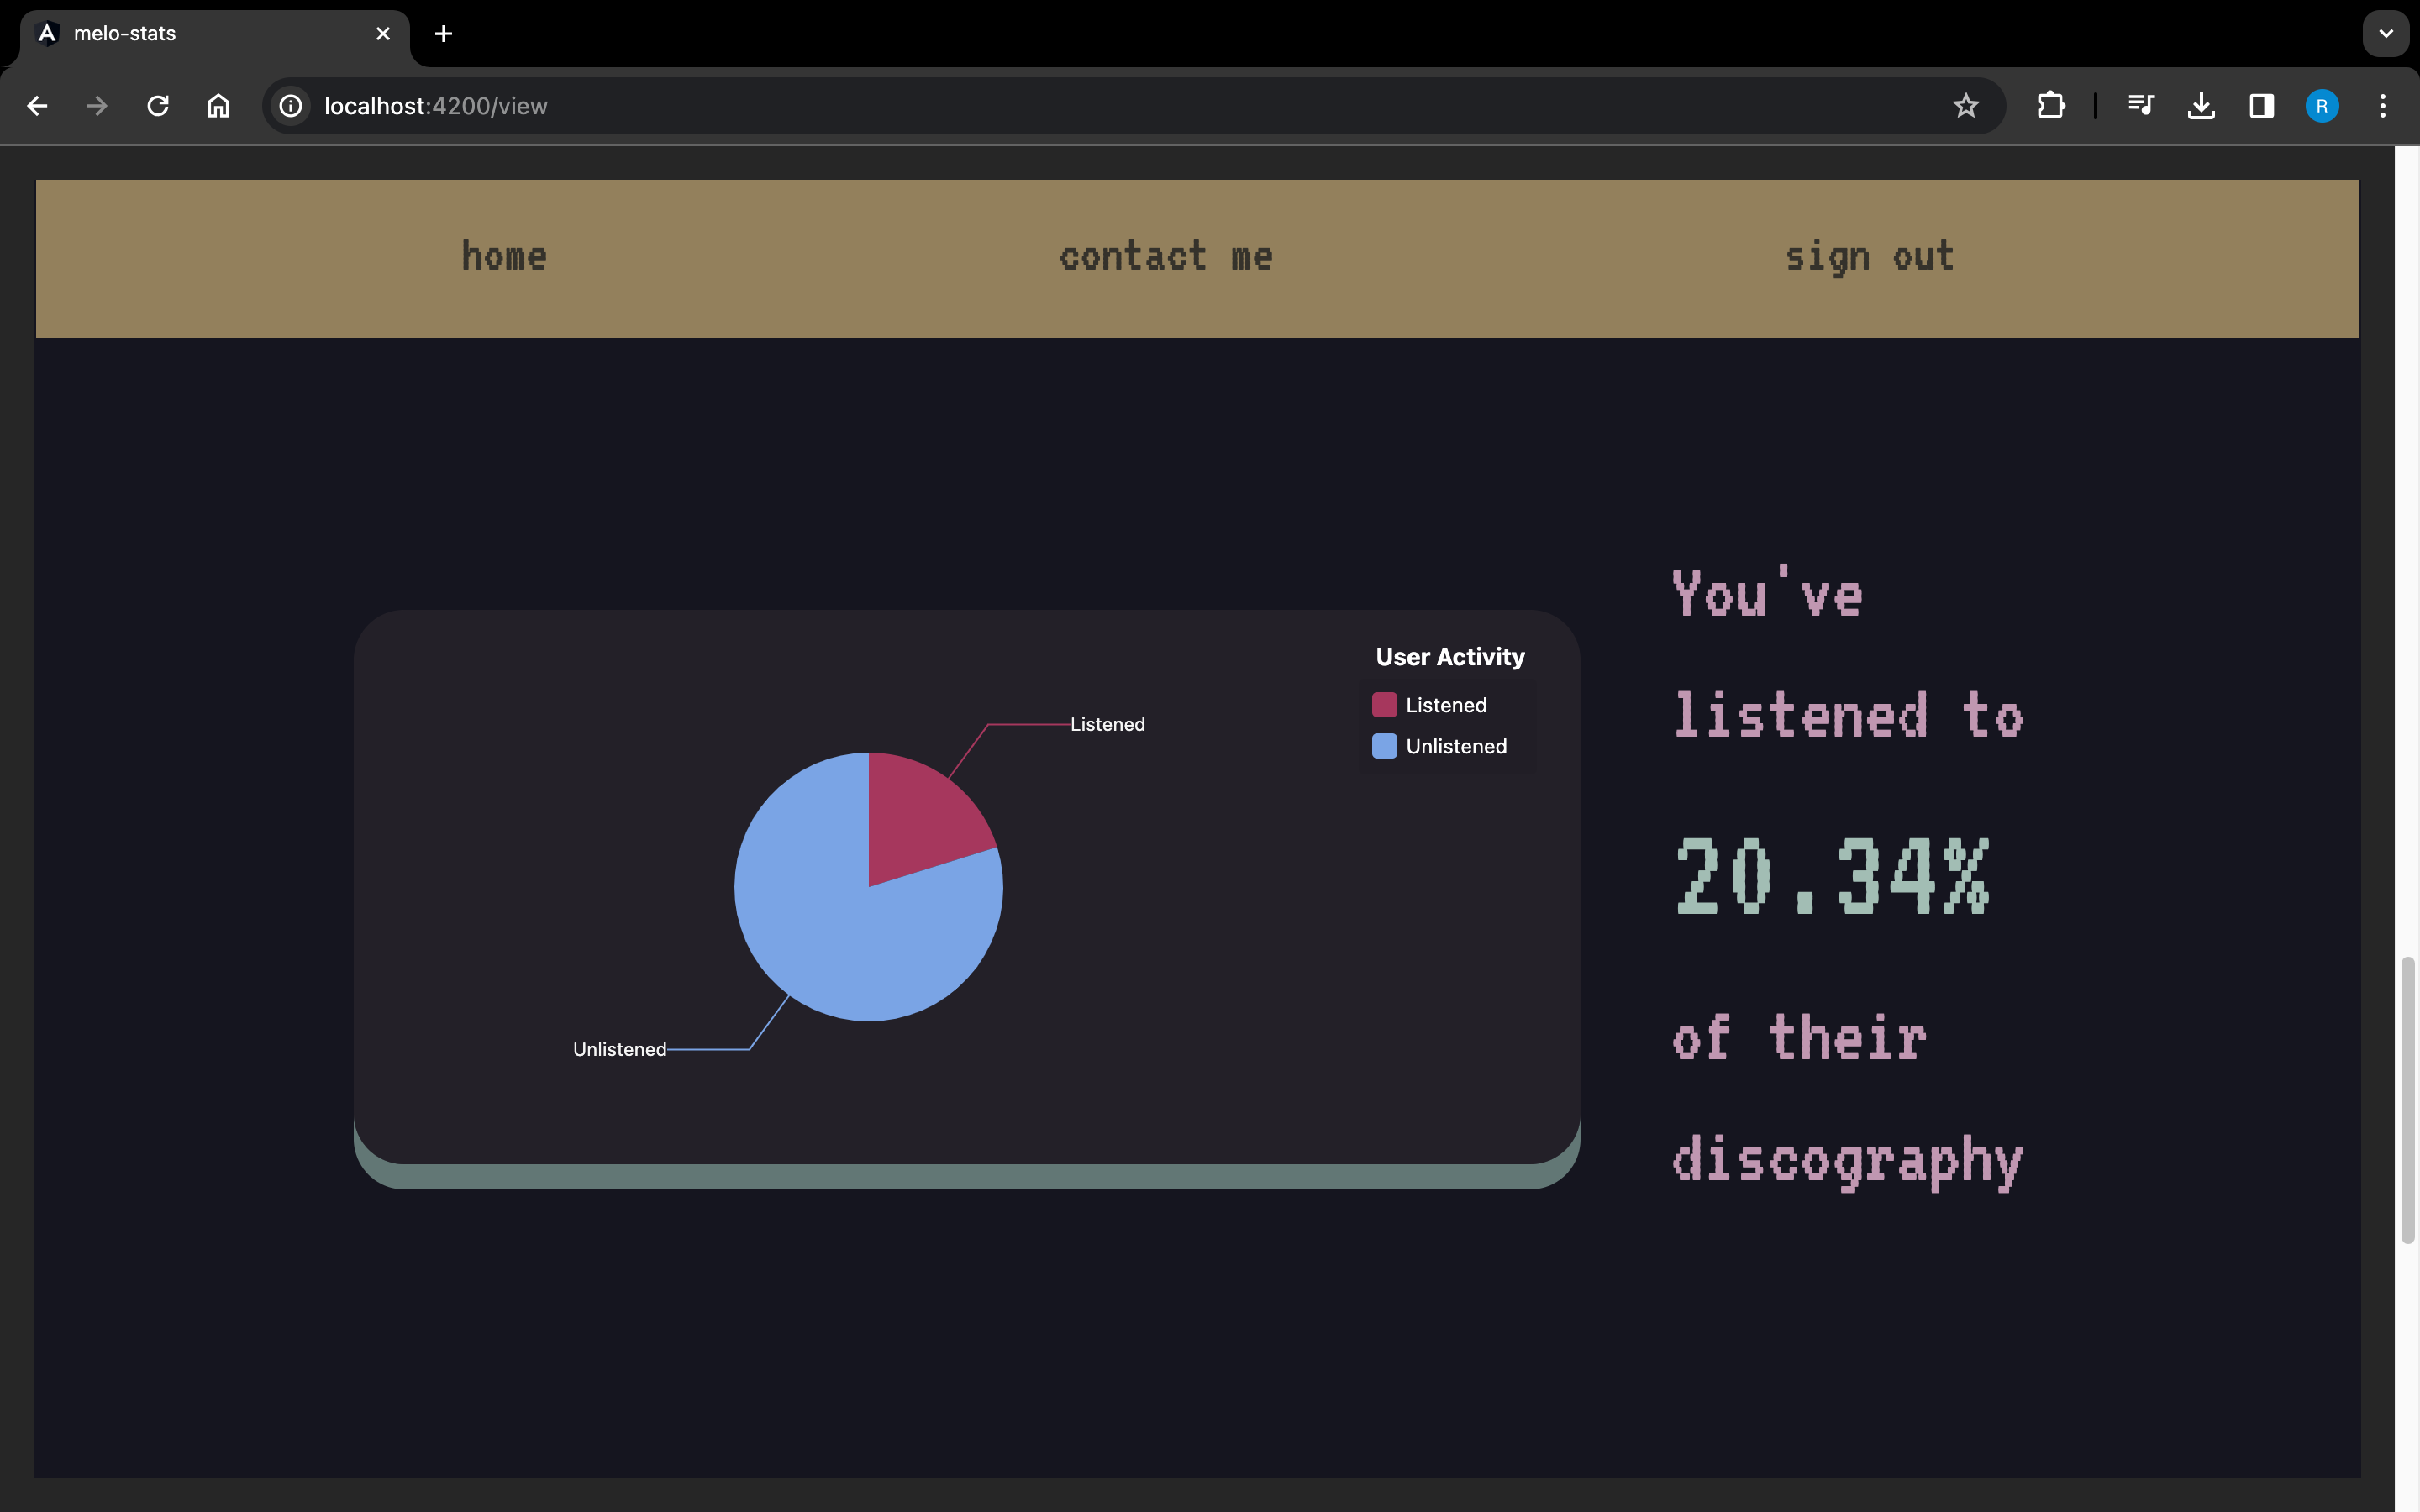 melo-stats
localhost:4200/view
R
home
contact me
sign out
User Activity
Listened
Unlistened
Listened
Unlistened
You've
listened to
20.34%
of their
discography